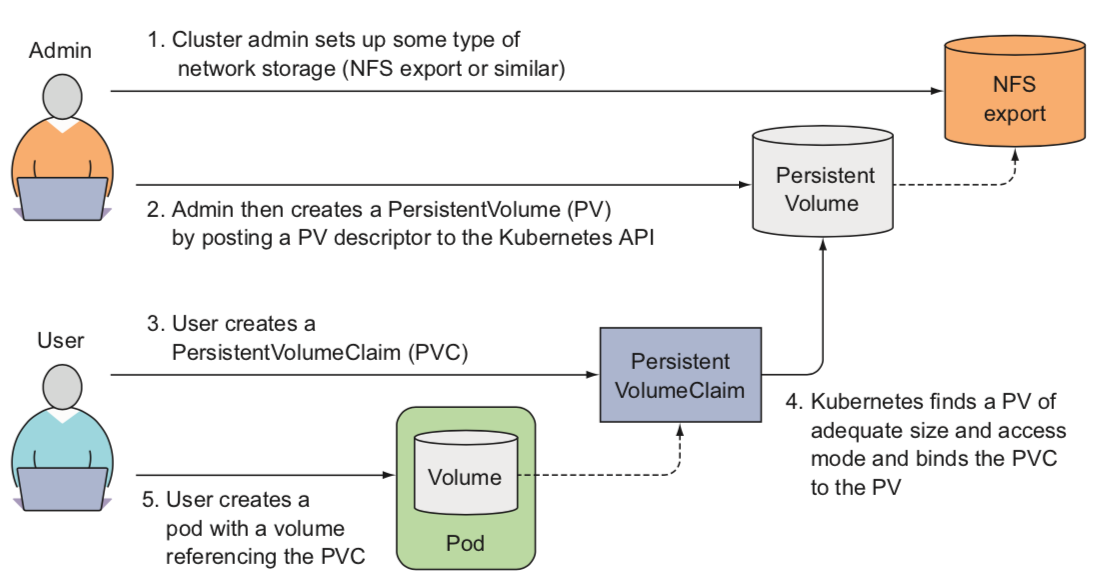 Admin
1. Cluster admin sets up some type of
network storage (NFS export or similar)
NFS
export
Persistent
Volume
2. Admin then creates a PersistentVolume (PV)
by posting a PV descriptor to the Kubernetes API
User
3. User creates a
PersistentVolumeClaim (PVC)
Persistent
VolumeClaim
4. Kubernetes finds a PV of
adequate size and access
mode and binds the PVC
to the PV
Volume
Pod
5. User creates a
pod with a volume
referencing the PVC